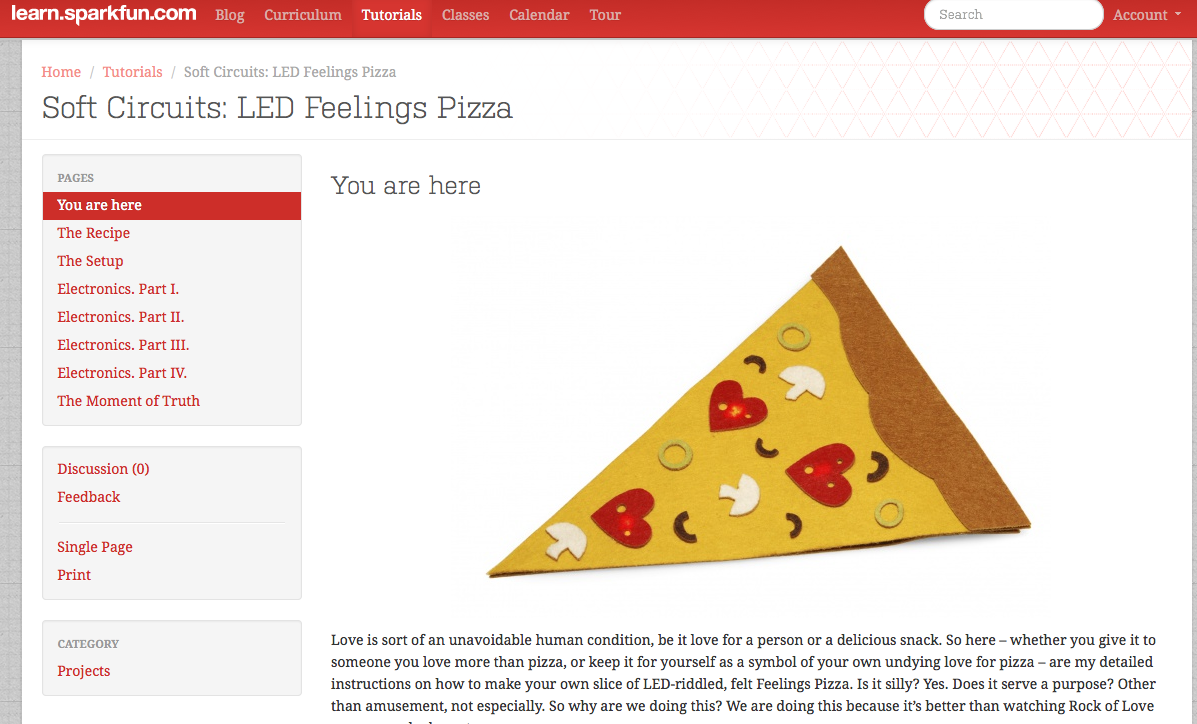 learn.sparkfun.com Blog Curriculum Tutorials Classes Calendar Tour Search Account
Home / Tutorials / Soft Circuits: LED Feelings Pizza
Soft Circuits: LED Feelings Pizza
PAGES
You are here
The Recipe
The Setup
Electronics. Part I.
Electronics. Part II.
Electronics. Part III.
Electronics. Part IV.
The Moment of Truth
Discussion (0)
Feedback
Single Page
Print
CATEGORY
Projects
You are here
Love is sort of an unavoidable human condition, be it love for a person or a delicious snack. So here – whether you give it to
someone you love more than pizza, or keep it for yourself as a symbol of your own undying love for pizza – are my detailed
instructions on how to make your own slice of LED-riddled, felt Feelings Pizza. Is it silly? Yes. Does it serve a purpose? Other
than amusement, not especially. So why are we doing this? We are doing this because it's better than watching Rock of Love